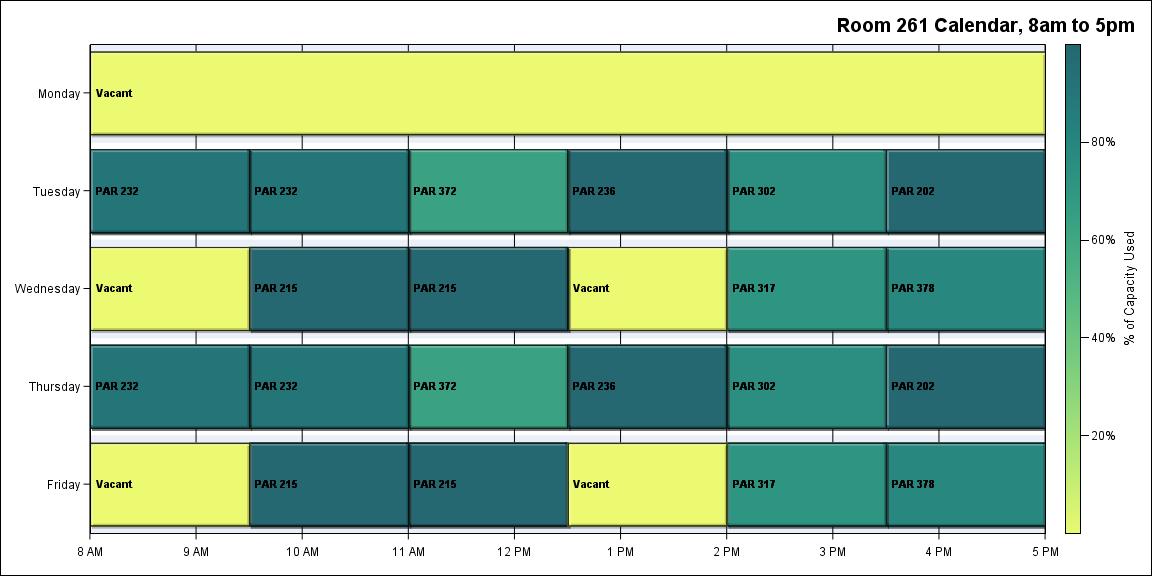 Room 261 Calendar, 8am to 5pm
Monday
Vacant
Tuesday
PAR 232
PAR 232
PAR 372
PAR 236
PAR 302
PAR 202
Wednesday
Vacant
PAR 215
PAR 215
Vacant
PAR 317
PAR 378
Thursday
PAR 232
PAR 232
PAR 372
PAR 236
PAR 302
PAR 202
Friday
Vacant
PAR 215
PAR 215
Vacant
PAR 317
PAR 378
8 AM
9 AM
10 AM
11 AM
12 PM
1 PM
2 PM
3 PM
4 PM
5 PM
80%
60%
40%
20%
% of Capacity Used